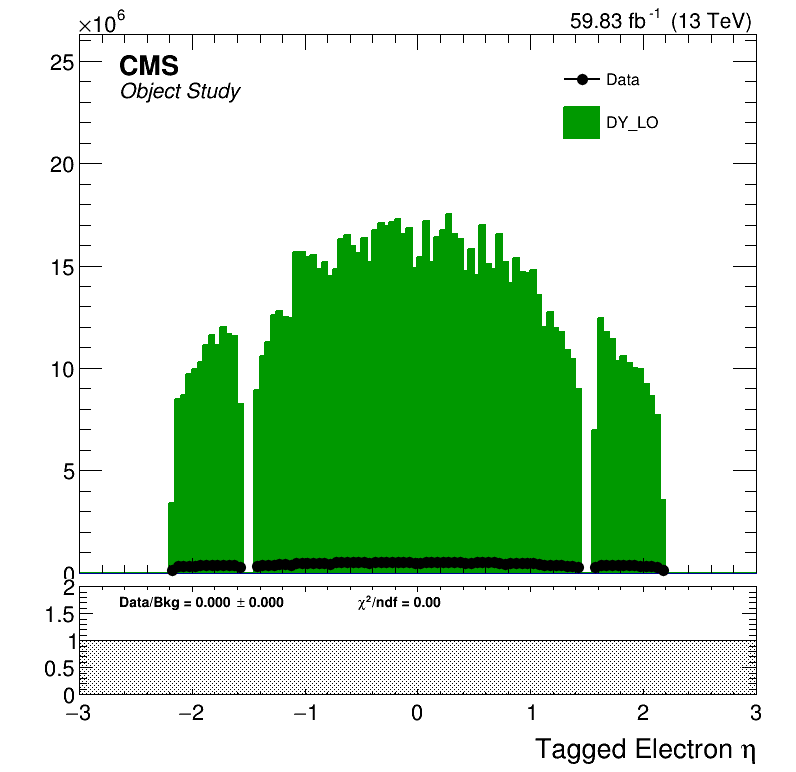 ×10⁶
59.83 fb⁻¹ (13 TeV)
CMS
Object Study
Data
DY_LO
25
20
15
10
5
0
2
1.5
1
0.5
0
Data/Bkg = 0.000 ± 0.000
χ²/ndf = 0.00
−3
−2
−1
0
1
2
3
Tagged Electron η